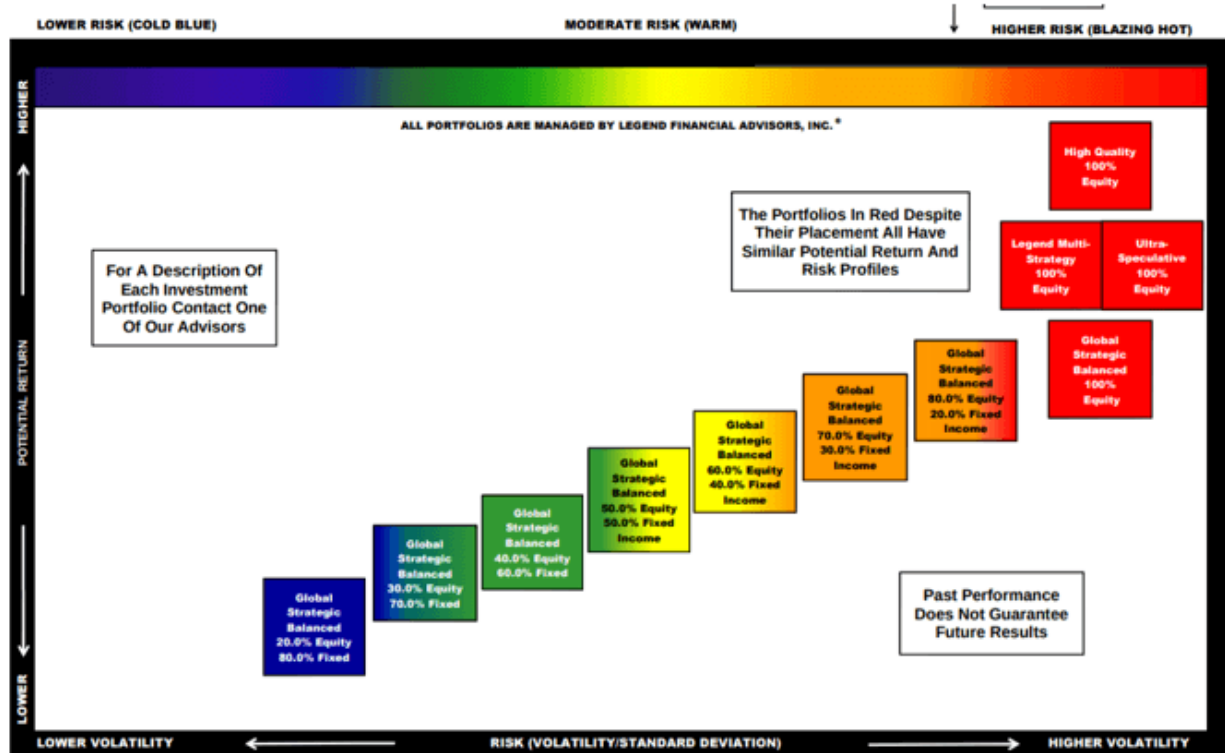 LOWER RISK (COLD BLUE)
MODERATE RISK (WARM)
HIGHER RISK (BLAZING HOT)
HIGHER
ALL PORTFOLIOS ARE MANAGED BY LEGEND FINANCIAL ADVISORS, INC.®
High Quality
100%
Equity
The Portfolios In Red Despite
Their Placement All Have
Similar Potential Return And
Risk Profiles
Legend Multi-
Strategy
100%
Equity
Ultra-
Speculative
100%
Equity
For A Description Of
Each Investment
Portfolio Contact One
Of Our Advisors
Global
Strategic
Balanced
100%
Equity
Global
Strategic
Balanced
80.0% Equity
20.0% Fixed
Income
Global
Strategic
Balanced
70.0% Equity
30.0% Fixed
Income
Global
Strategic
Balanced
60.0% Equity
40.0% Fixed
Income
Global
Strategic
Balanced
50.0% Equity
50.0% Fixed
Income
Global
Strategic
Balanced
40.0% Equity
60.0% Fixed
Global
Strategic
Balanced
30.0% Equity
70.0% Fixed
Global
Strategic
Balanced
20.0% Equity
80.0% Fixed
Past Performance
Does Not Guarantee
Future Results
POTENTIAL RETURN
LOWER
LOWER VOLATILITY
RISK (VOLATILITY/STANDARD DEVIATION)
HIGHER VOLATILITY